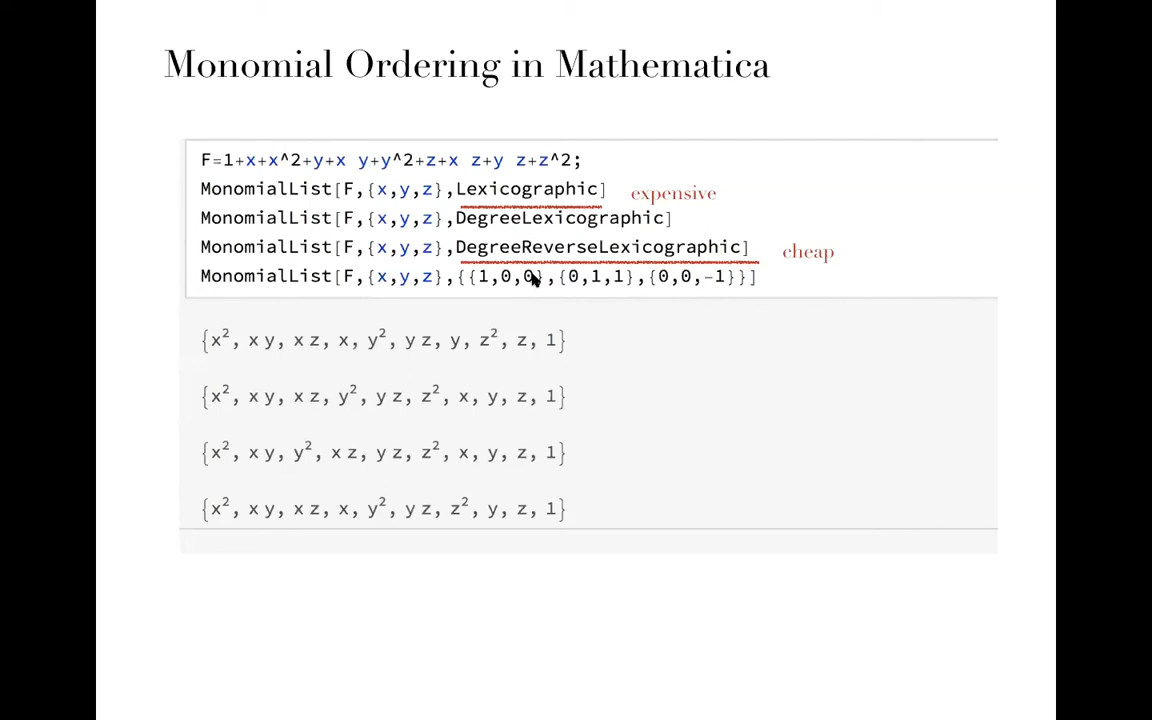 Monomial Ordering in Mathematica
F=1+x+x^2+y+x y+y^2+z+x z+y z+z^2;
MonomialList[F,{x,y,z},Lexicographic] expensive
MonomialList[F,{x,y,z},DegreeLexicographic]
MonomialList[F,{x,y,z},DegreeReverseLexicographic] cheap
MonomialList[F,{x,y,z},{{1,0,0},{0,1,1},{0,0,-1}}]
{x², x y, x z, x, y², y z, y, z², z, 1}
{x², x y, x z, y², y z, z², x, y, z, 1}
{x², x y, y², x z, y z, z², x, y, z, 1}
{x², x y, x z, x, y², y z, z², y, z, 1}